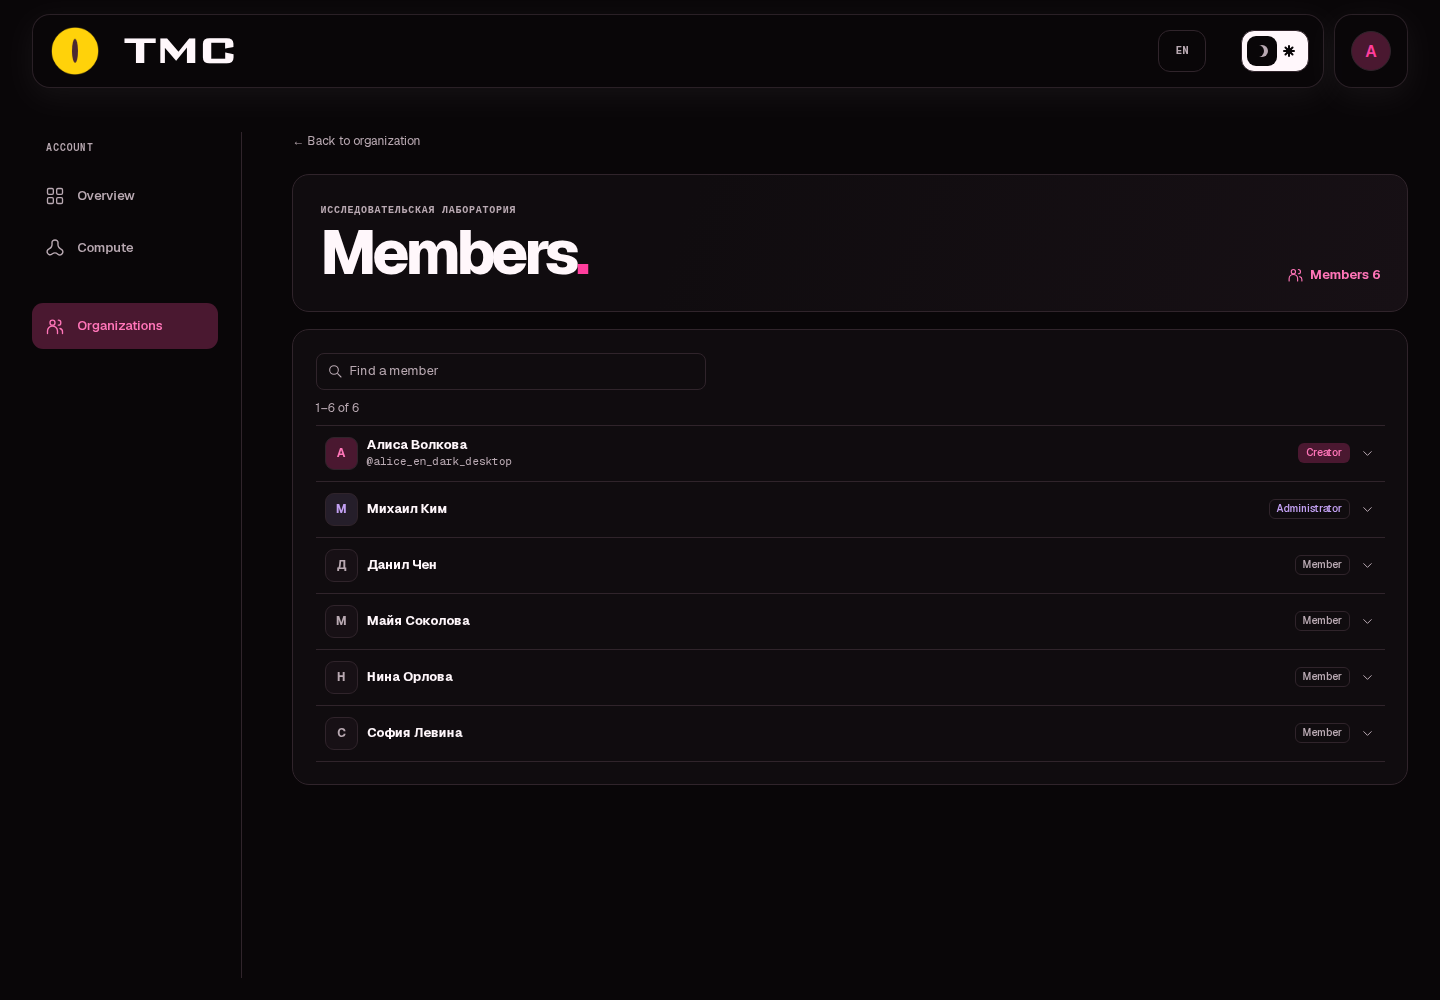 TMC
EN
A
ACCOUNT
Overview
Compute
Organizations
← Back to organization
ИССЛЕДОВАТЕЛЬСКАЯ ЛАБОРАТОРИЯ
Members.
Members 6
Find a member
1–6 of 6
А
Алиса Волкова
@alice_en_dark_desktop
Creator
М
Михаил Ким
Administrator
Д
Данил Чен
Member
М
Майя Соколова
Member
Н
Нина Орлова
Member
С
София Левина
Member